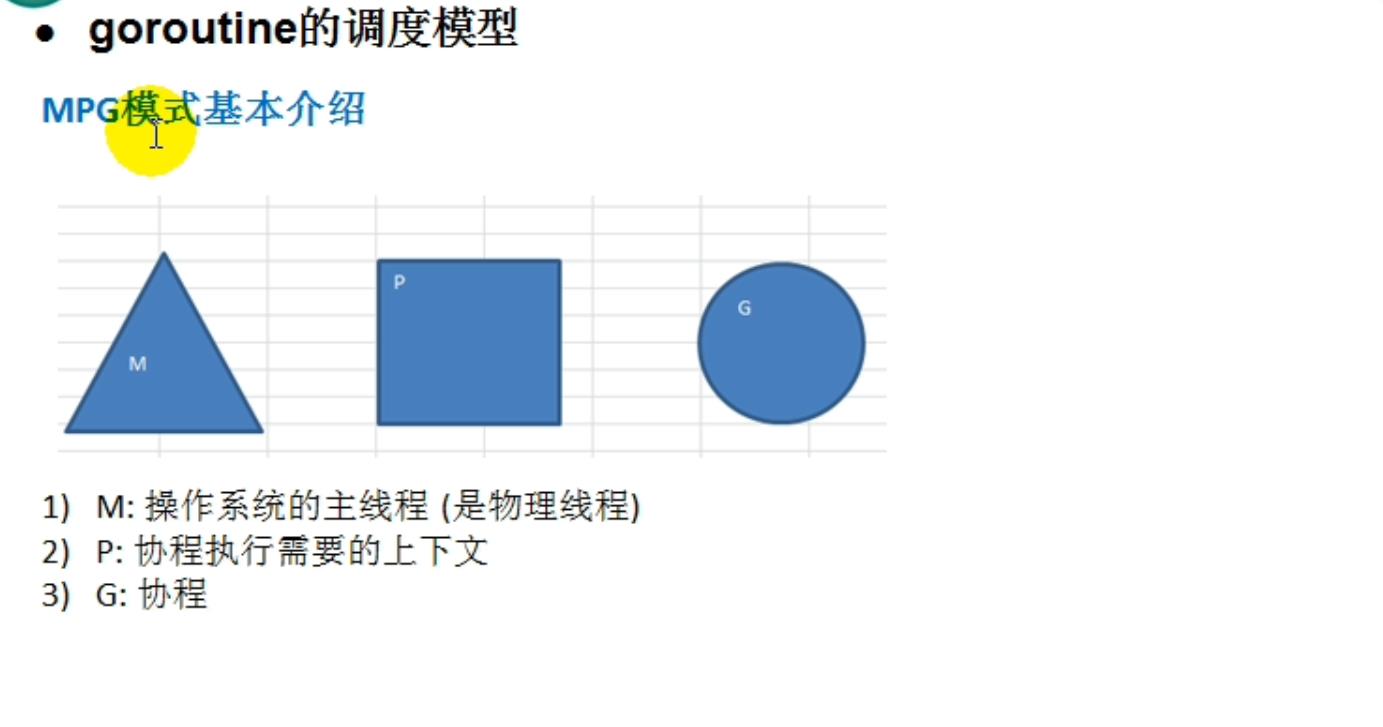 ● goroutine的调度模型
MPG模式基本介绍
M
P
G
1) M: 操作系统的主线程 (是物理线程)
2) P: 协程执行需要的上下文
3) G: 协程